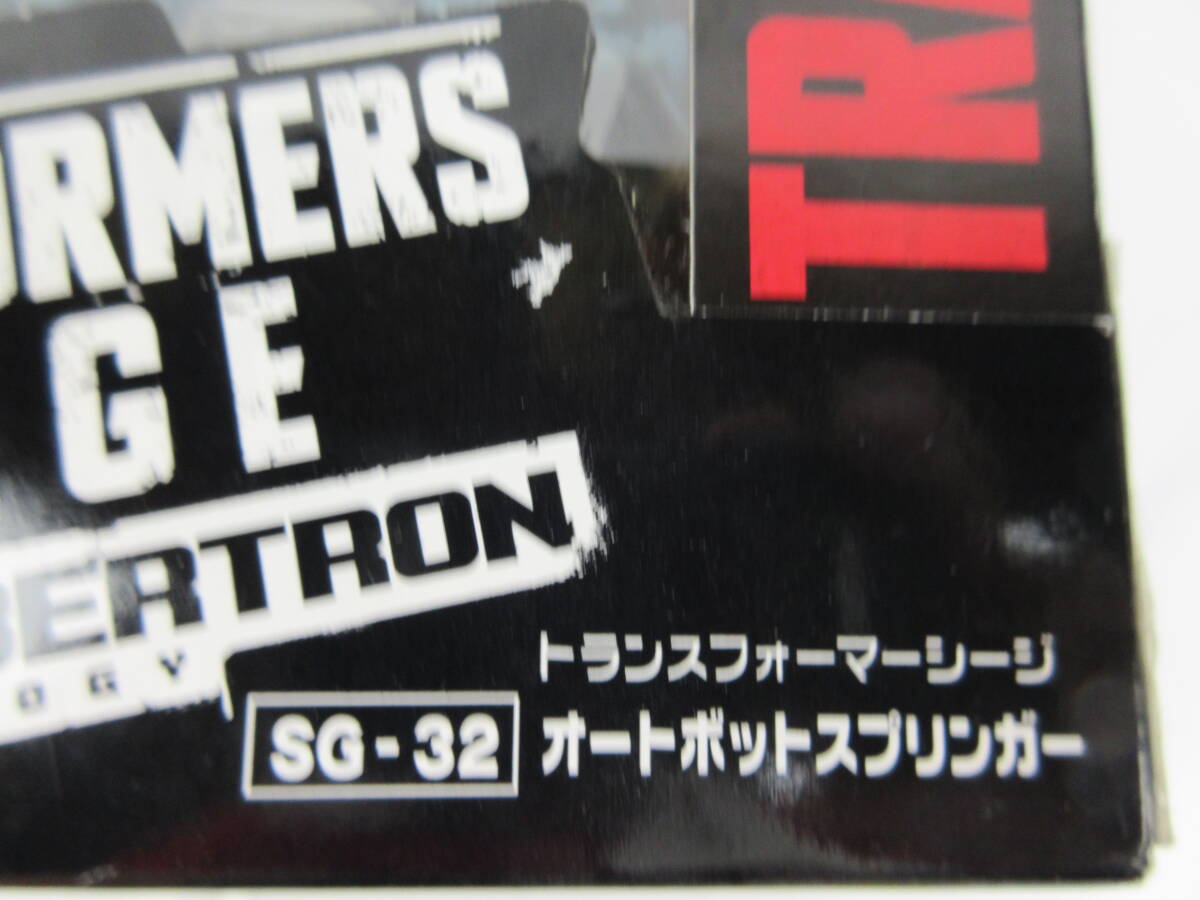 ORMERS
GE
BERTRON
OGY
TRA
トランスフォーマーシージ
SG-32 オートボットスプリンガー